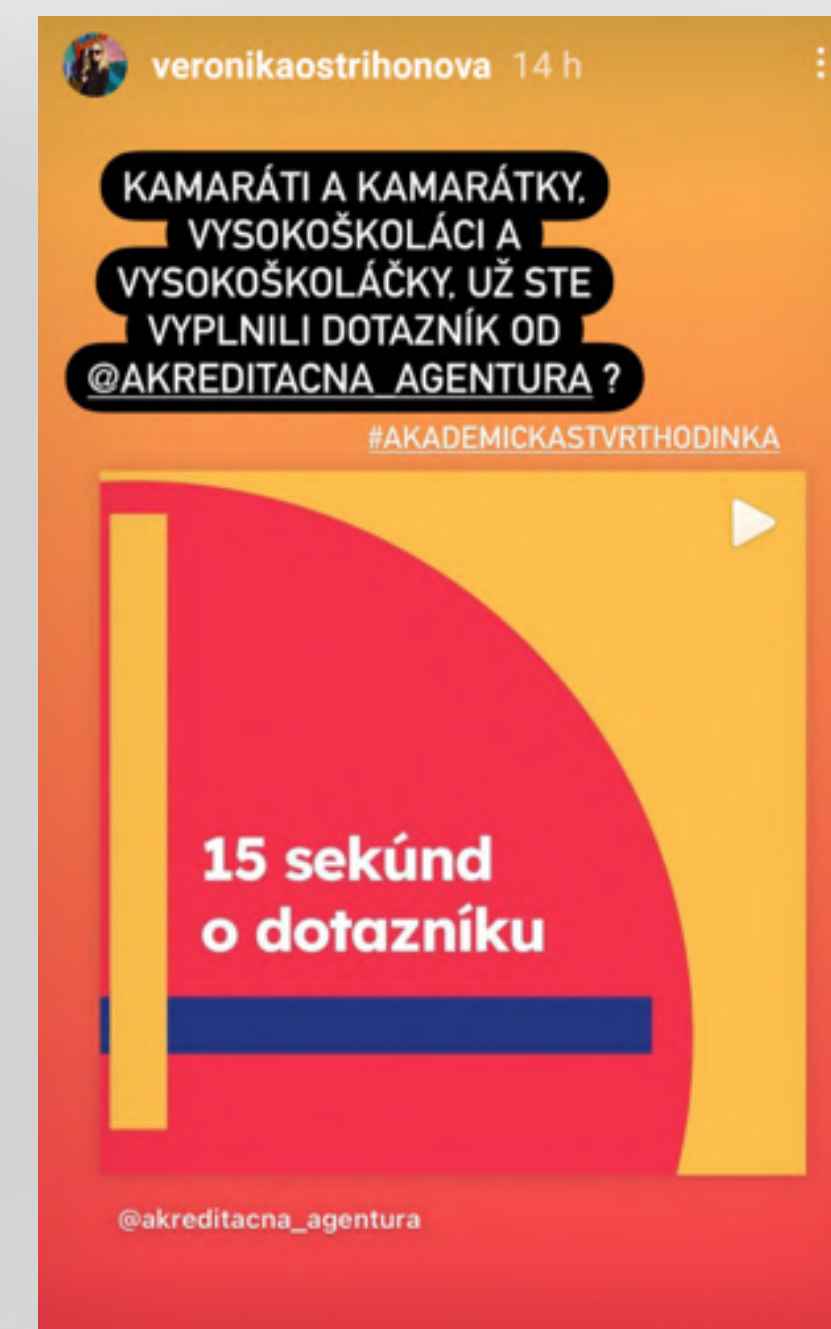 veronikaostrihonova 14 h
KAMARÁTI A KAMARÁTKY,
VYSOKOŠKOLÁCI A
VYSOKOŠKOLÁČKY, UŽ STE
VYPLNILI DOTAZNÍK OD
@AKREDITACNA_AGENTURA ?
#AKADEMICKASTVRTHODINKA
15 sekúnd
o dotazníku
@akreditacna_agentura